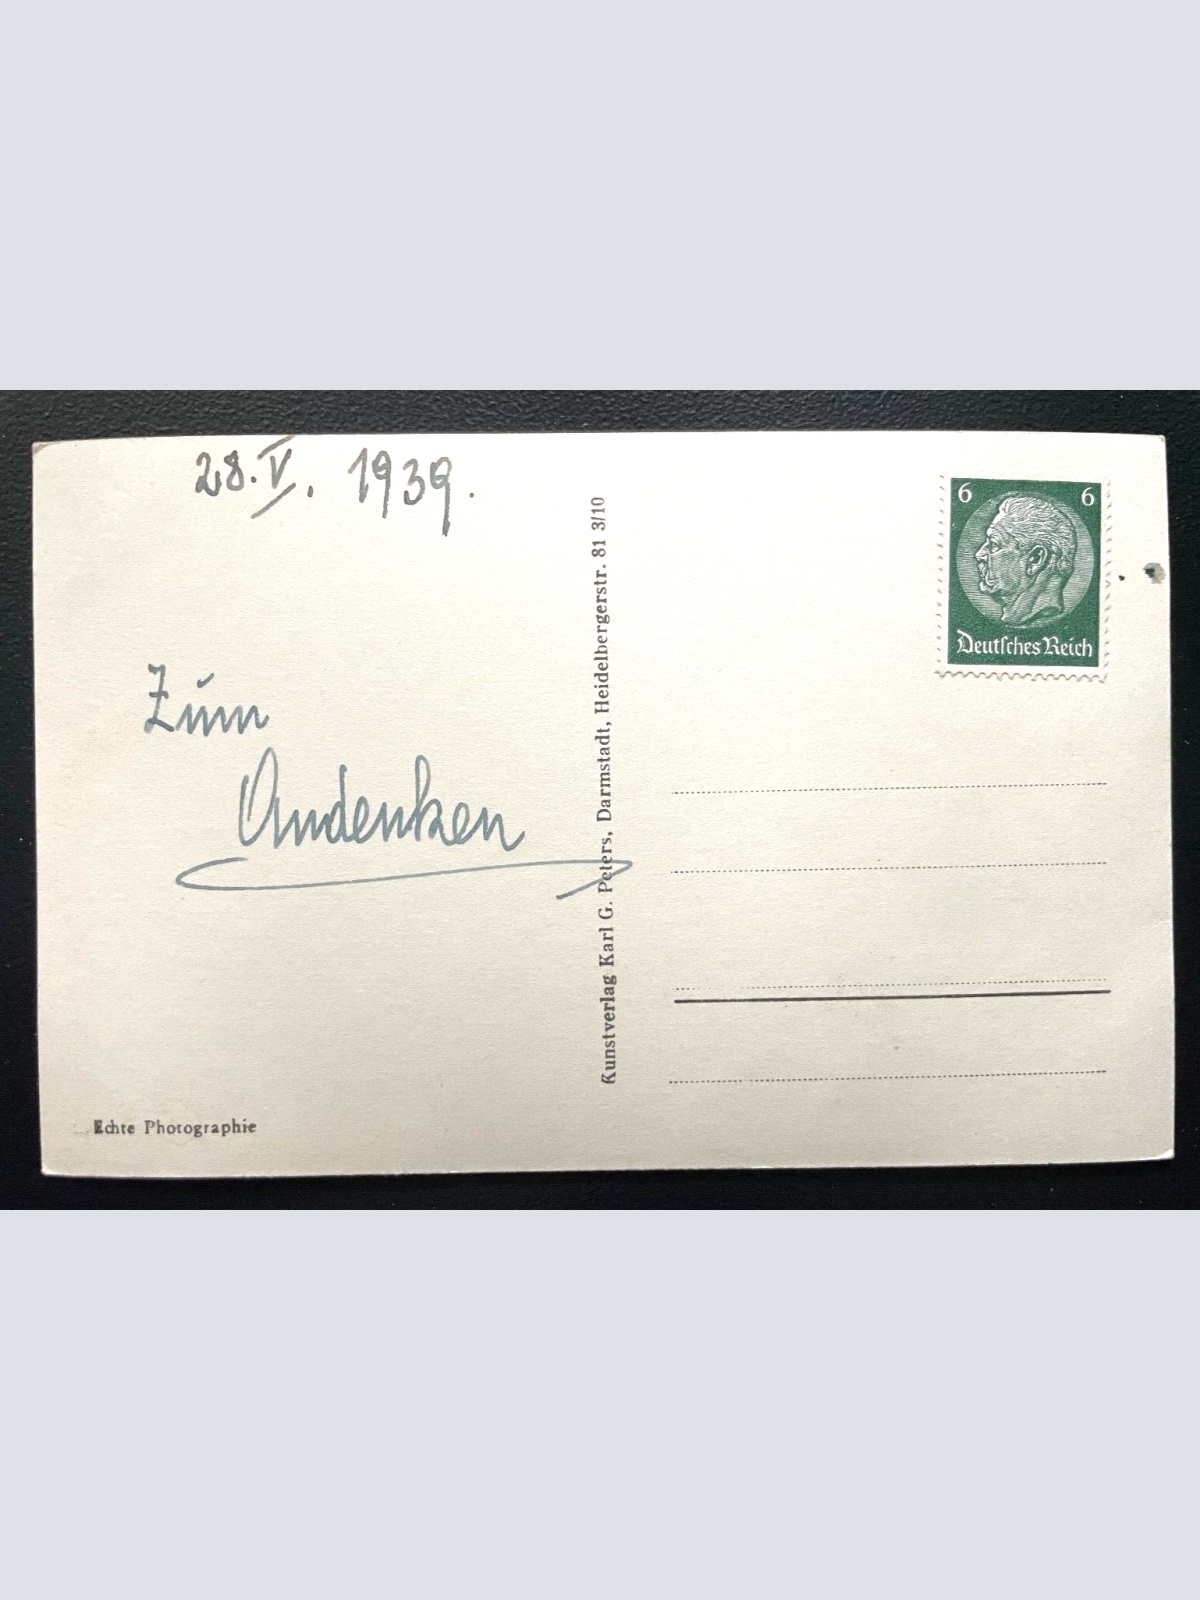 28.V. 1939.
Zum
Andenken
Echte Photographie
Kunstverlag Karl G. Peters, Darmstadt, Heidelbergerstr. 81 3/10
6 6
Deutsches Reich